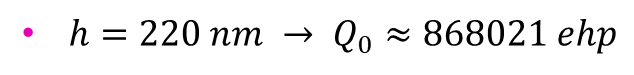 • h = 220 nm → Q₀ ≈ 868021 ehp